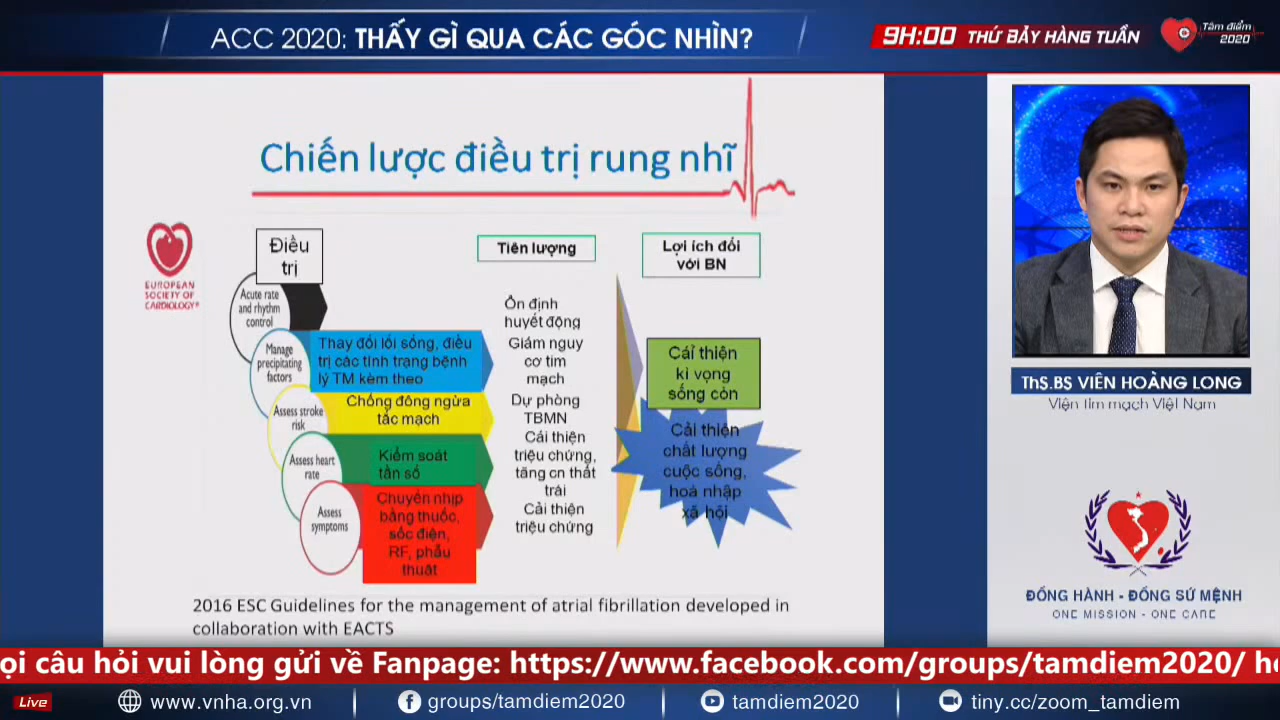 ACC 2020: THẤY GÌ QUA CÁC GÓC NHÌN?
9H:00 THỨ BẢY HÀNG TUẦN
Tâm điểm
2020
Chiến lược điều trị rung nhĩ
EUROPEAN
SOCIETY OF
CARDIOLOGY®
Điều
trị
Tiên lượng
Lợi ích đối
với BN
Acute rate
and rhythm
control
Manage
precipitating
factors
Assess stroke
risk
Assess heart
rate
Assess
symptoms
Thay đổi lối sống, điều
trị các tình trạng bệnh
lý TM kèm theo
Chống đông ngừa
tắc mạch
Kiểm soát
tần số
Chuyển nhịp
bằng thuốc,
sốc điện,
RF, phẫu
thuật
Ổn định
huyết động
Giảm nguy
cơ tim
mạch
Dự phòng
TBMN
Cải thiện
triệu chứng,
tăng cn thất
trái
Cải thiện
triệu chứng
Cải thiện
kì vọng
sống còn
Cải thiện
chất lượng
cuộc sống,
hoà nhập
xã hội
2016 ESC Guidelines for the management of atrial fibrillation developed in
collaboration with EACTS
ThS.BS VIÊN HOÀNG LONG
Viện tim mạch Việt Nam
ĐỒNG HÀNH - ĐỒNG SỨ MỆNH
ONE MISSION - ONE CARE
ọi câu hỏi vui lòng gửi về Fanpage: https://www.facebook.com/groups/tamdiem2020/ h
Live
www.vnha.org.vn
groups/tamdiem2020
tamdiem2020
tiny.cc/zoom_tamdiem